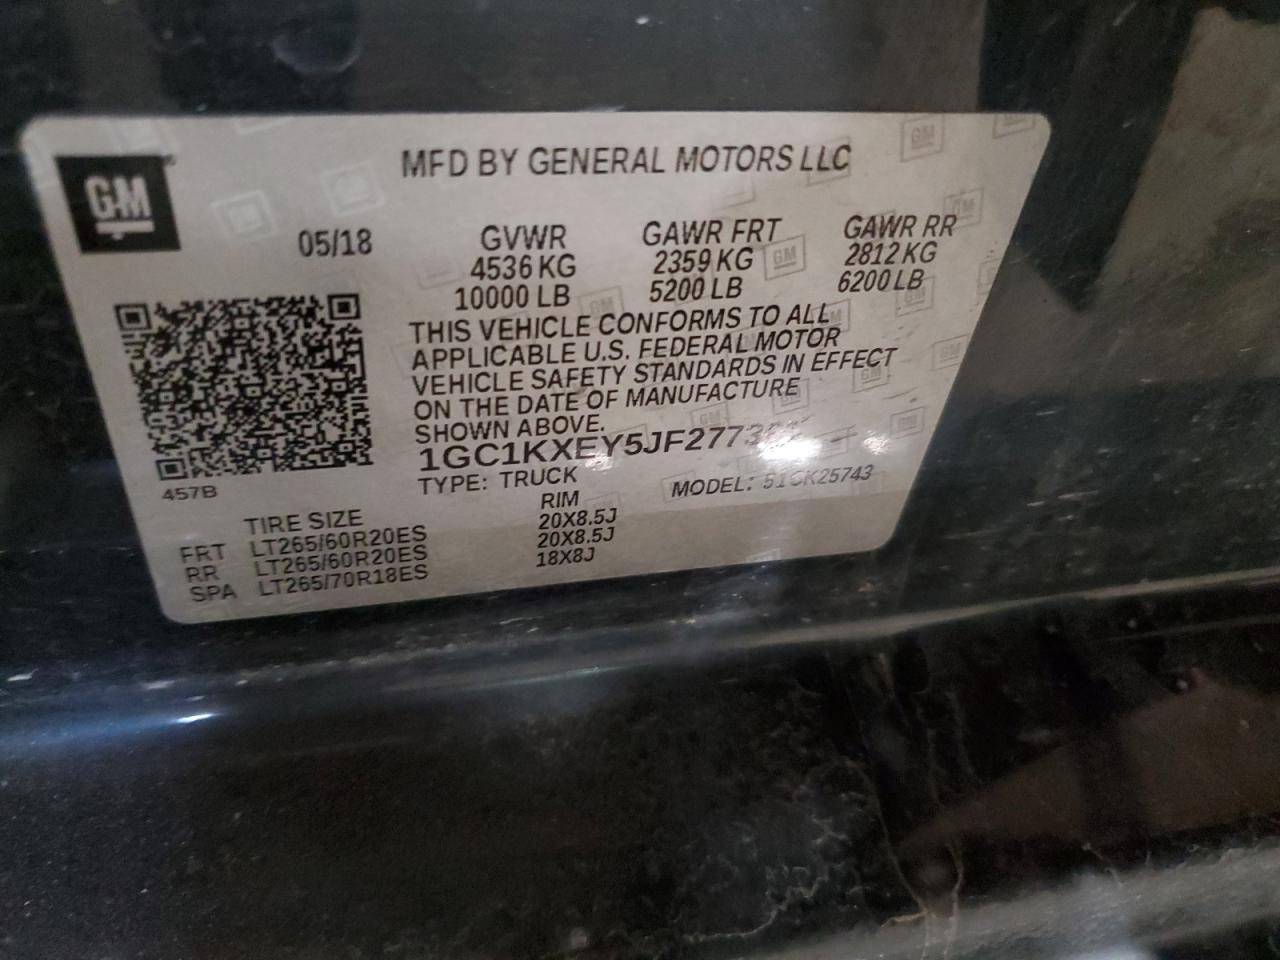 MFD BY GENERAL MOTORS LLC
GM
05/18
GVWR GAWR FRT GAWR RR
4536 KG 2359 KG 2812 KG
10000 LB 5200 LB 6200 LB
THIS VEHICLE CONFORMS TO ALL
APPLICABLE U.S. FEDERAL MOTOR
VEHICLE SAFETY STANDARDS IN EFFECT
ON THE DATE OF MANUFACTURE
SHOWN ABOVE.
457B
TYPE: TRUCK MODEL:
TIRE SIZE RIM
FRT LT265/60R20ES 20X8.5J
RR LT265/60R20ES 20X8.5J
SPA LT265/70R18ES 18X8J